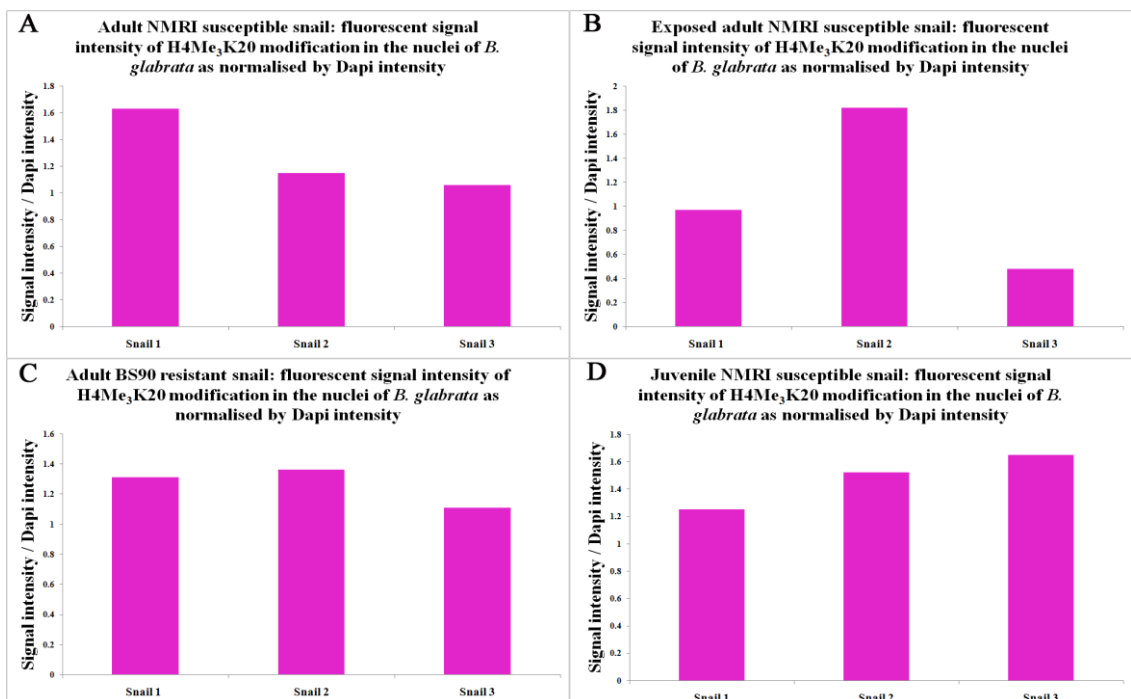 A
Adult NMRI susceptible snail: fluorescent signal
intensity of H4Me₃K20 modification in the nuclei of B.
glabrata as normalised by Dapi intensity
Signal intensity / Dapi intensity
1.8
1.6
1.4
1.2
1
0.8
0.6
0.4
0.2
0
Snail 1 Snail 2 Snail 3
B
Exposed adult NMRI susceptible snail: fluorescent
signal intensity of H4Me₃K20 modification in the nuclei
of B. glabrata as normalised by Dapi intensity
Signal intensity / Dapi intensity
2
1.8
1.6
1.4
1.2
1
0.8
0.6
0.4
0.2
0
Snail 1 Snail 2 Snail 3
C
Adult BS90 resistant snail: fluorescent signal intensity of
H4Me₃K20 modification in the nuclei of B. glabrata as
normalised by Dapi intensity
Signal intensity / Dapi intensity
1.6
1.4
1.2
1
0.8
0.6
0.4
0.2
0
Snail 1 Snail 2 Snail 3
D
Juvenile NMRI susceptible snail: fluorescent signal
intensity of H4Me₃K20 modification in the nuclei of B.
glabrata as normalised by Dapi intensity
Signal intensity / Dapi intensity
1.8
1.6
1.4
1.2
1
0.8
0.6
0.4
0.2
0
Snail 1 Snail 2 Snail 3